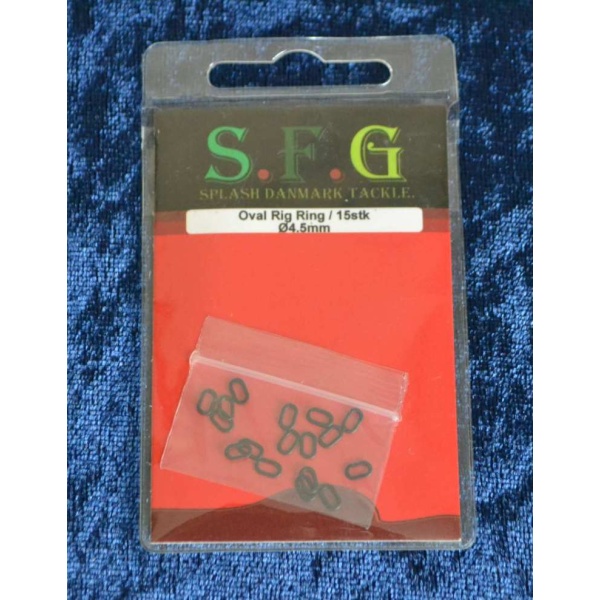 S.F.G
SPLASH DANMARK TACKLE.
Oval Rig Ring / 15stk
Ø4.5mm